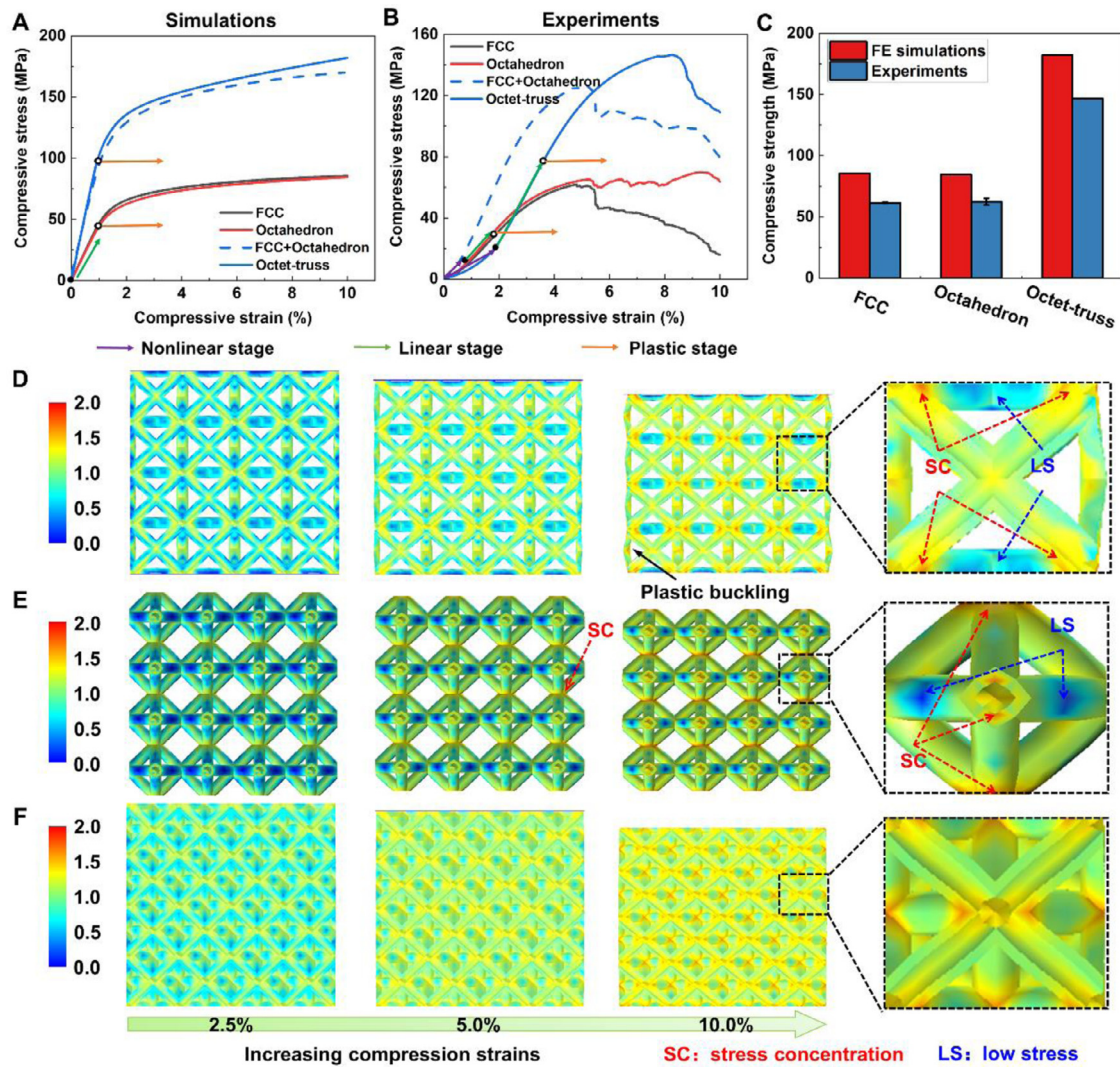 A
Simulations
Compressive stress (MPa)
200
150
100
50
0
0
2
4
6
8
10
Compressive strain (%)
FCC
Octahedron
FCC+Octahedron
Octet-truss
B
Experiments
Compressive stress (MPa)
160
120
80
40
0
0
2
4
6
8
10
Compressive strain (%)
FCC
Octahedron
FCC+Octahedron
Octet-truss
C
Compressive strength (MPa)
200
150
100
50
0
FE simulations
Experiments
FCC
Octahedron
Octet-truss
Nonlinear stage
Linear stage
Plastic stage
D
2.0
1.5
1.0
0.5
0.0
SC
LS
Plastic buckling
E
2.0
1.5
1.0
0.5
0.0
SC
LS
SC
F
2.0
1.5
1.0
0.5
0.0
2.5%
5.0%
10.0%
Increasing compression strains
SC: stress concentration
LS: low stress